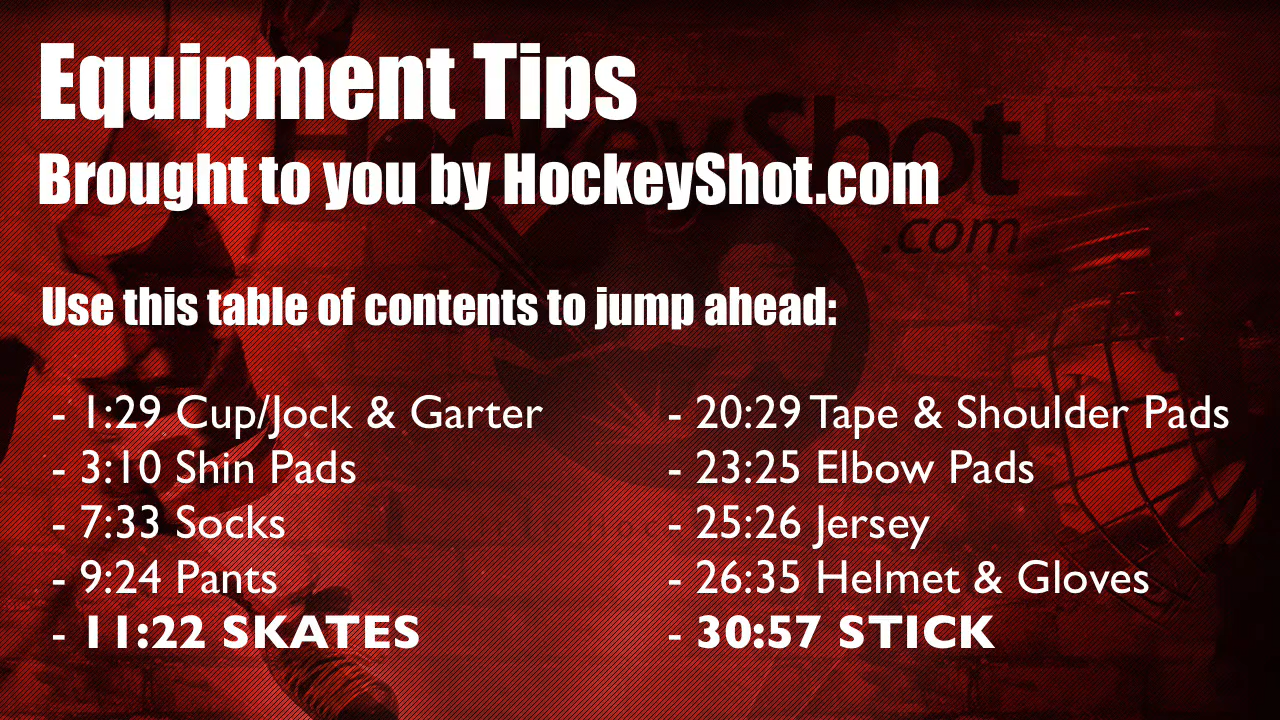 Equipment Tips
Brought to you by HockeyShot.com
HockeyShot
.com
Use this table of contents to jump ahead:
- 1:29 Cup/Jock & Garter
- 3:10 Shin Pads
- 7:33 Socks
- 9:24 Pants
- 11:22 SKATES
- 20:29 Tape & Shoulder Pads
- 23:25 Elbow Pads
- 25:26 Jersey
- 26:35 Helmet & Gloves
- 30:57 STICK